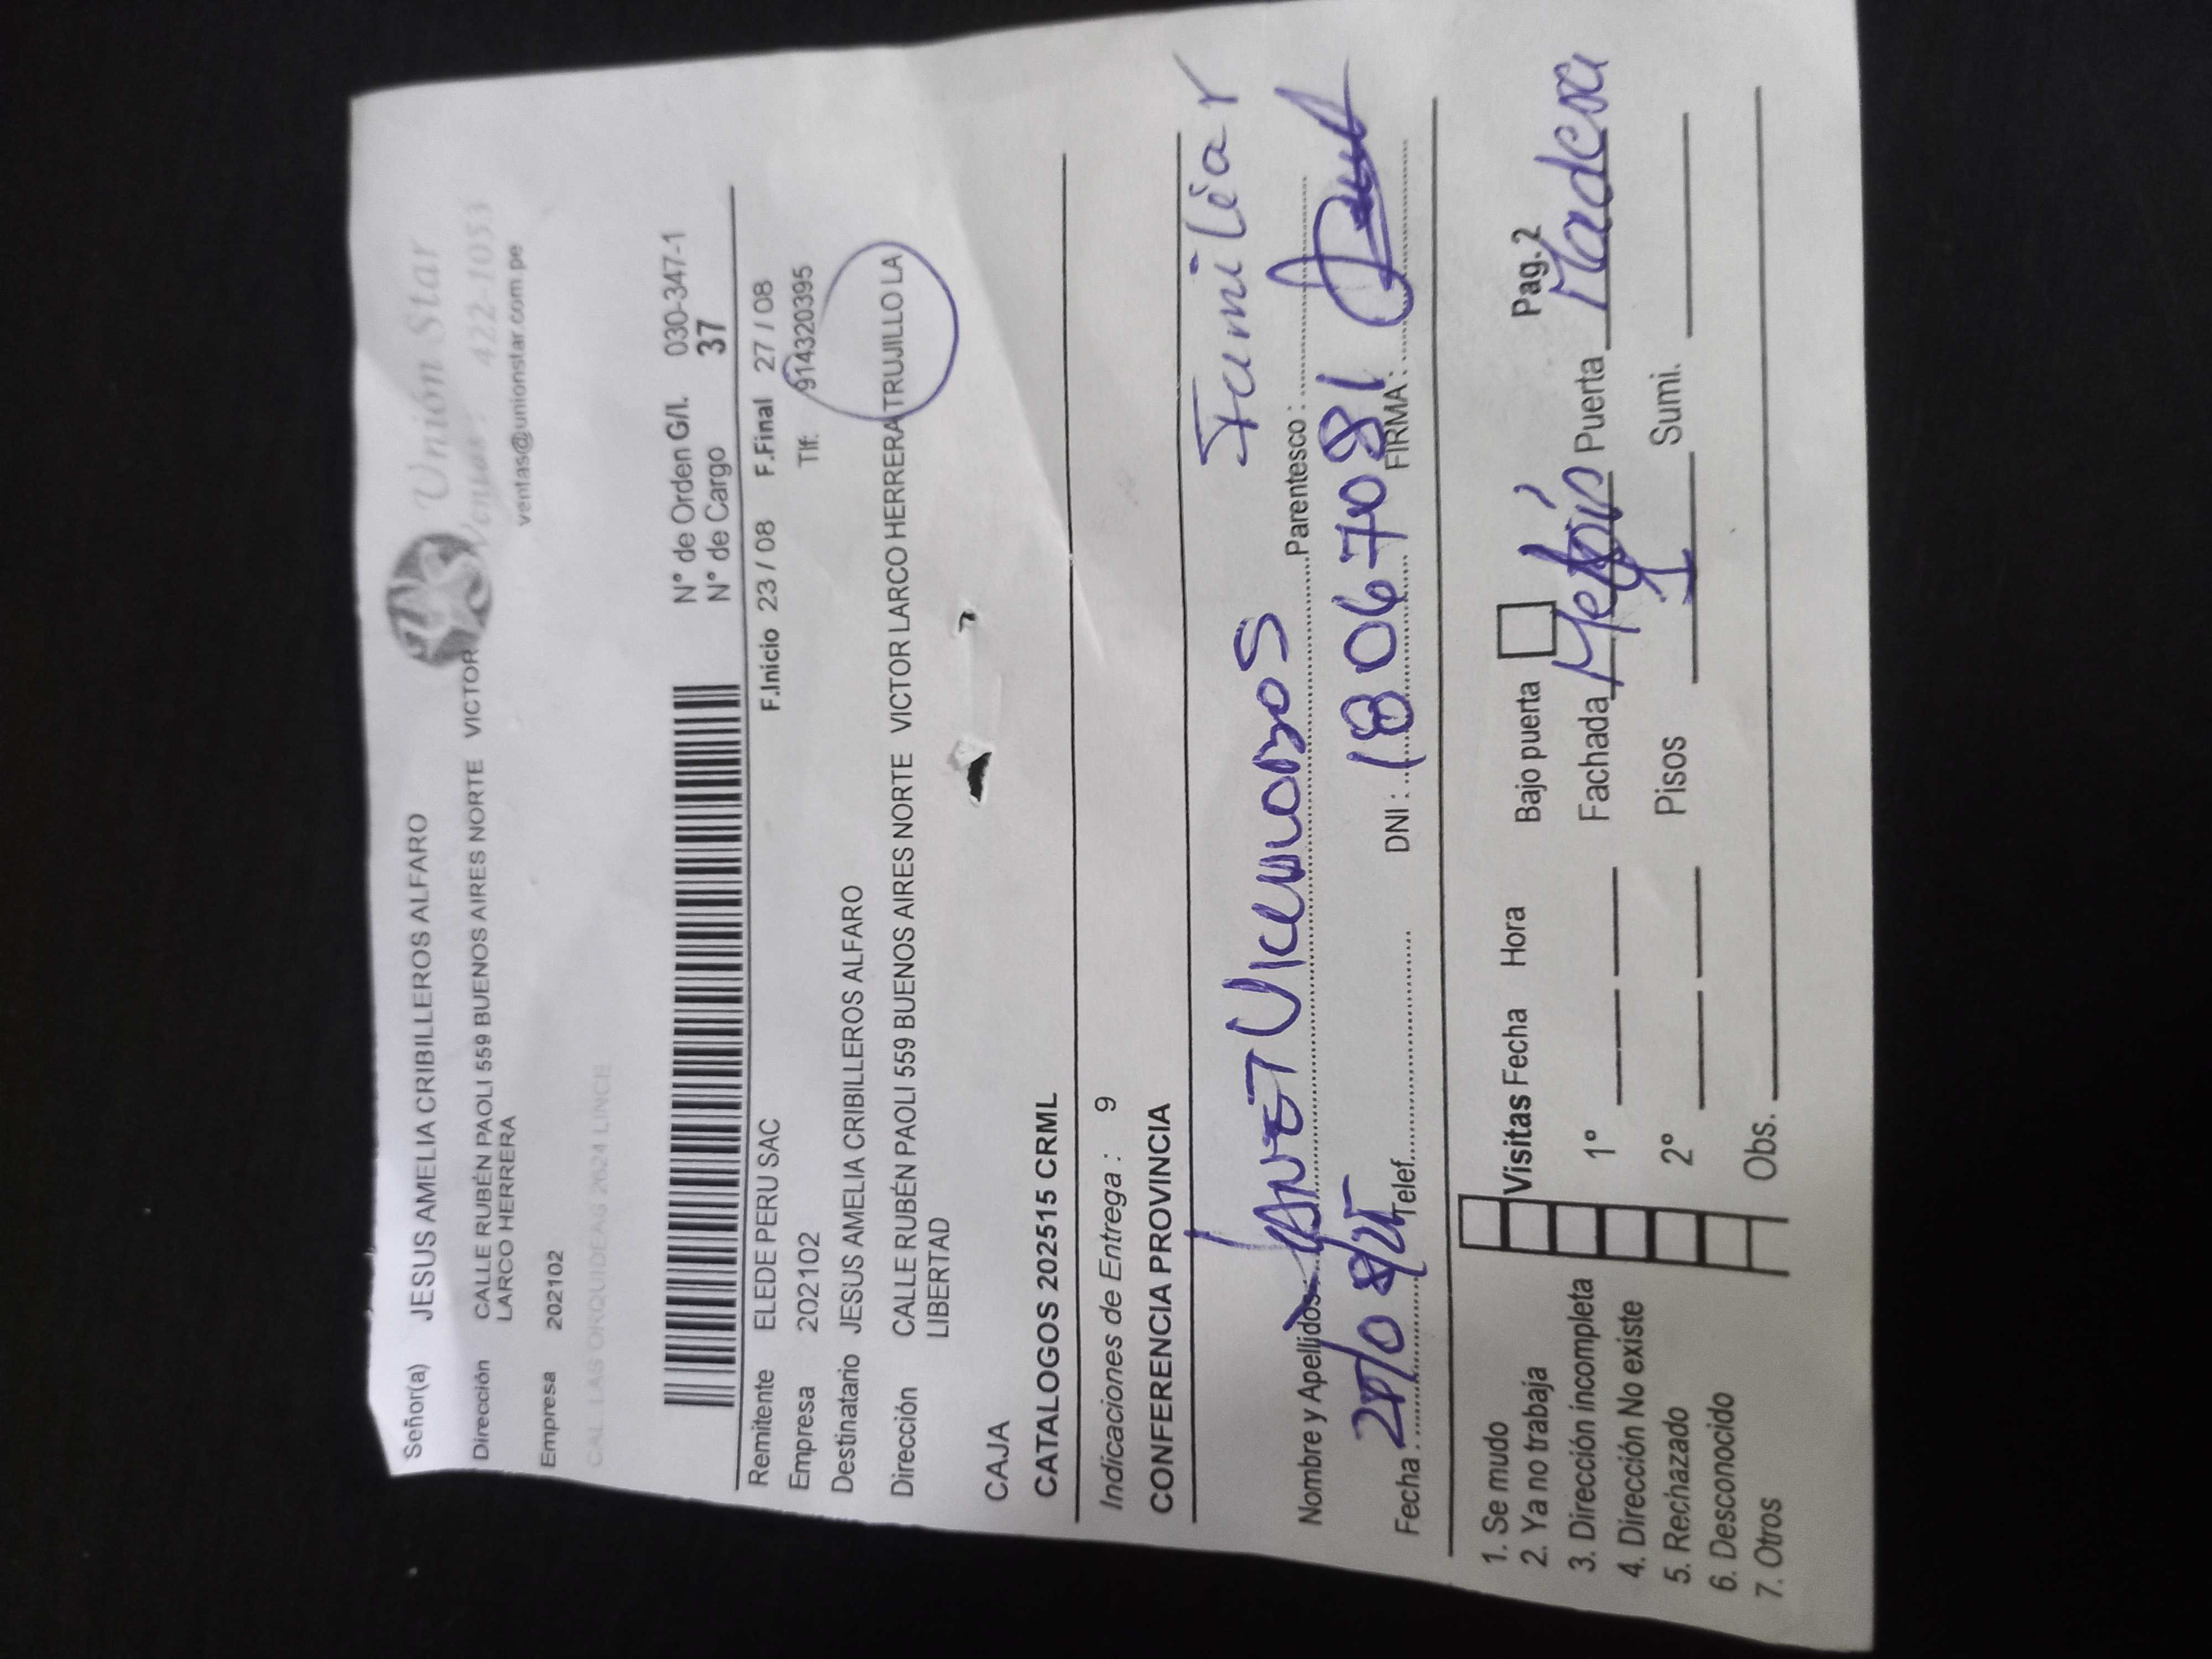 Unión Star
422-1053
ventas@unionstar.com.pe
Señor(a) JESUS AMELIA CRIBILLEROS ALFARO
Dirección CALLE RUBÉN PAOLI 559 BUENOS AIRES NORTE VICTOR
LARCO HERRERA
Empresa 202102
CAL. LAS ORQUIDEAS 2624 LINCE
N° de Orden G/I. 030-347-1
N° de Cargo 37
F.Inicio 23 / 08 F.Final 27 / 08
Remitente ELEDE PERU SAC
Empresa 202102 Tlf: 914320395
Destinatario JESUS AMELIA CRIBILLEROS ALFARO
Dirección CALLE RUBÉN PAOLI 559 BUENOS AIRES NORTE VICTOR LARCO HERRERA TRUJILLO LA
LIBERTAD
CAJA
CATALOGOS 202515 CRML
Indicaciones de Entrega : 9
CONFERENCIA PROVINCIA
Nombre y Apellidos Parentesco : Familiar
Fecha Telef. DNI : 18067081 FIRMA :
1. Se mudo
2. Ya no trabaja
3. Dirección incompleta
4. Dirección No existe
5. Rechazado
6. Desconocido
7. Otros
Visitas Fecha Hora Bajo puerta Pag.2
1° Fachada Puerta Madera
2° Pisos 1 Sumi.
Obs.